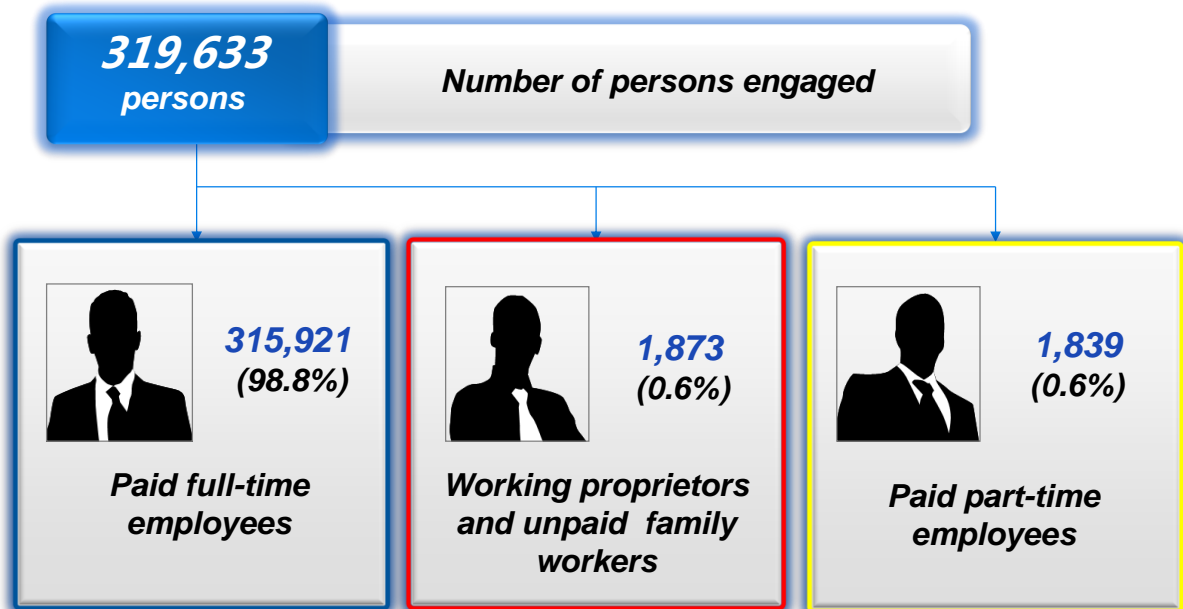 319,633
persons
Number of persons engaged
315,921
(98.8%)
Paid full-time
employees
1,873
(0.6%)
Working proprietors
and unpaid family
workers
1,839
(0.6%)
Paid part-time
employees